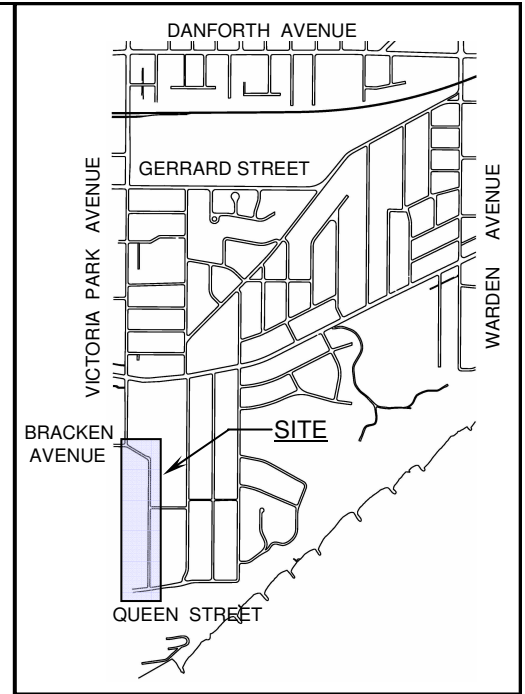 DANFORTH AVENUE
GERRARD STREET
VICTORIA PARK AVENUE
WARDEN AVENUE
BRACKEN
AVENUE
SITE
QUEEN STREET